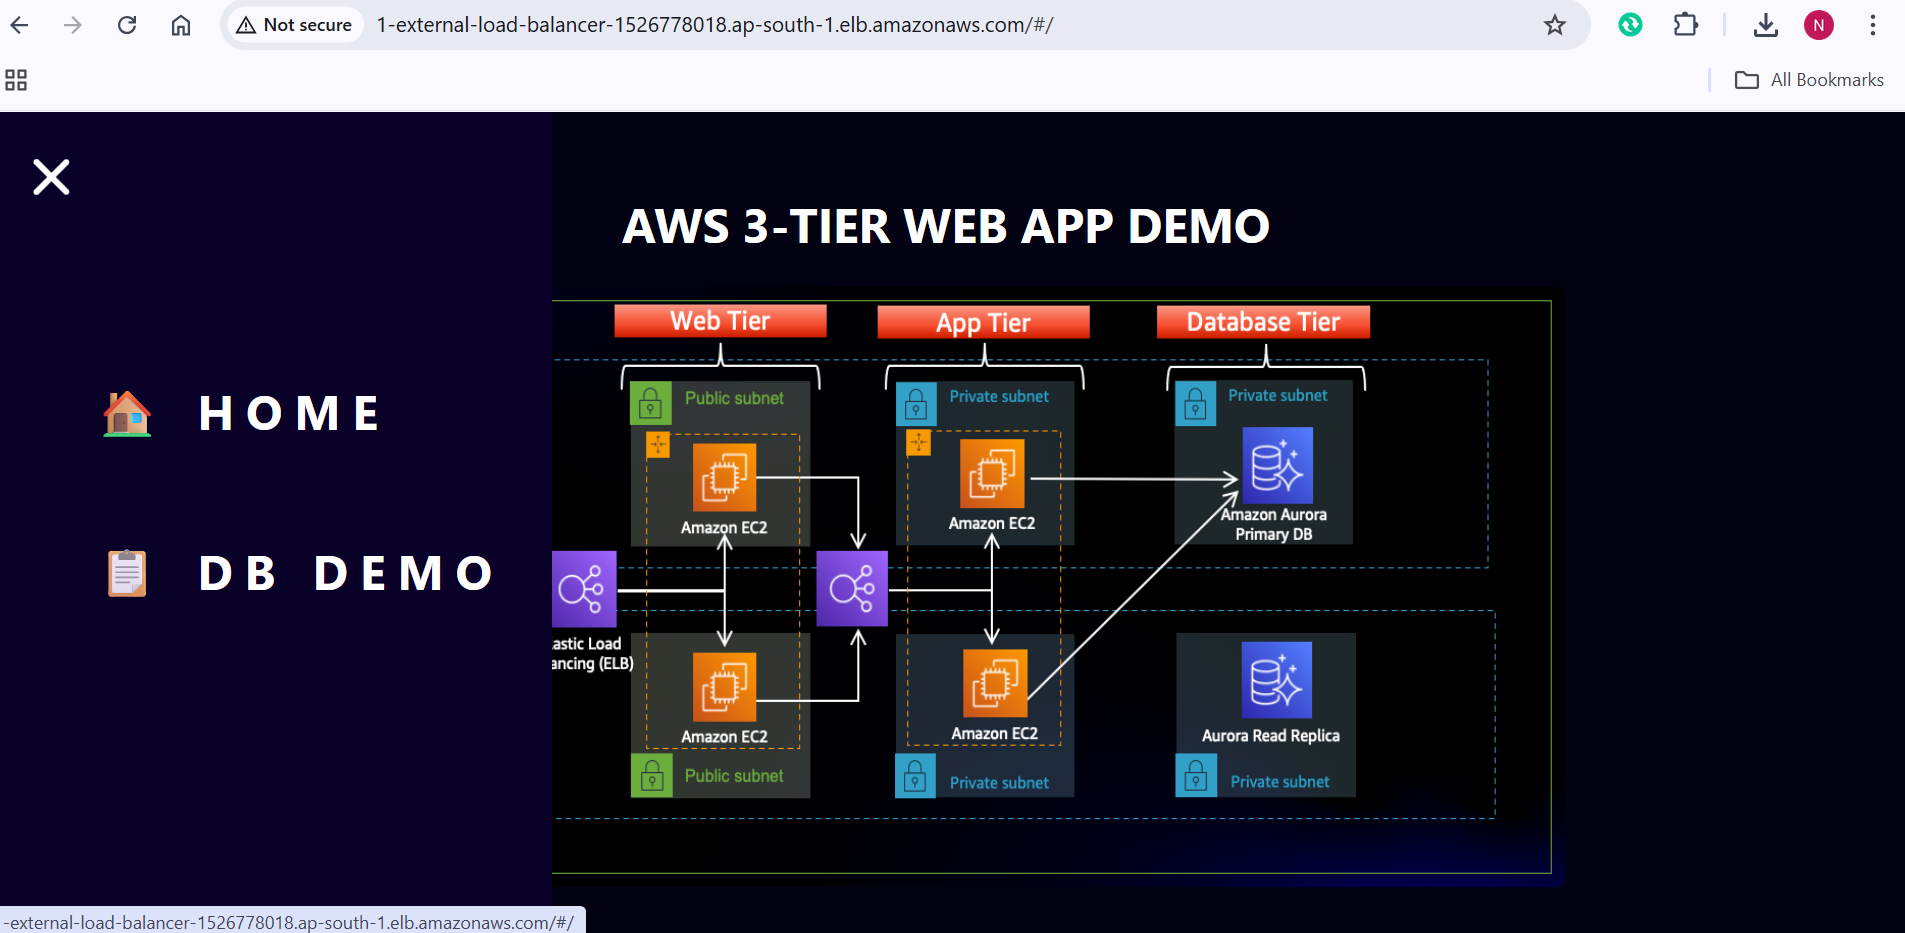 Not secure
1-external-load-balancer-1526778018.ap-south-1.elb.amazonaws.com/#/
N
All Bookmarks
AWS 3-TIER WEB APP DEMO
HOME
DB DEMO
Web Tier
App Tier
Database Tier
Public subnet
Private subnet
Private subnet
Amazon EC2
Amazon EC2
Amazon Aurora
Primary DB
astic Load
ancing (ELB)
Amazon EC2
Amazon EC2
Aurora Read Replica
Public subnet
Private subnet
Private subnet
-external-load-balancer-1526778018.ap-south-1.elb.amazonaws.com/#/